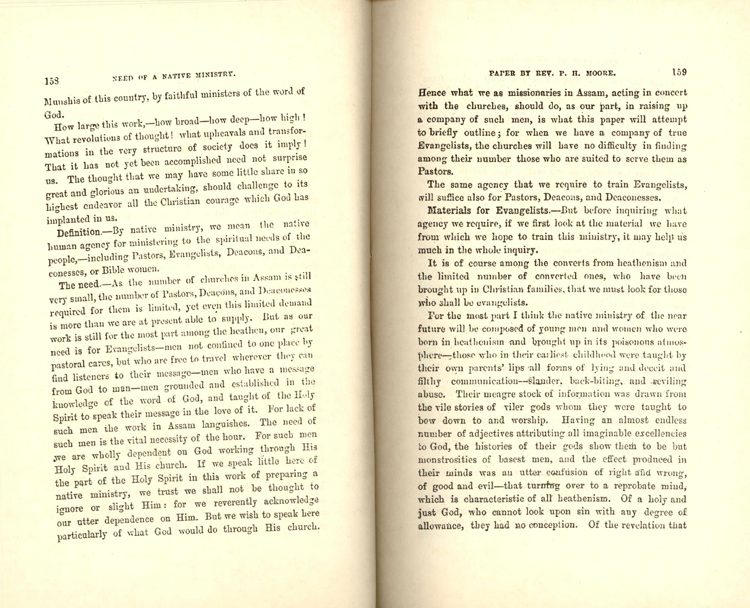 158
NEED OF A NATIVE MINISTRY.
Munshis of this country, by faithful ministers of the word of
God.
How large this work,—how broad—how deep—how high!
What revolutions of thought! what upheavals and transfor-
mations in the very structure of society does it imply!
That it has not yet been accomplished need not surprise
us. The thought that we may have some little share in so
great and glorious an undertaking, should challenge to its
highest endeavor all the Christian courage which God has
implanted in us.
Definition.—By native ministry, we mean the native
human agency for ministering to the spiritual needs of the
people,—including Pastors, Evangelists, Deacons, and Dea-
conesses, or Bible women.
The need.—As the number of churches in Assam is still
very small, the number of Pastors, Deacons, and Deaconesses
required for them is limited, yet even this limited demand
is more than we are at present able to supply. But as our
work is still for the most part among the heathen, our great
need is for Evangelists—men not confined to one place by
pastoral cares, but who are free to travel wherever they can
find listeners to their message—men who have a message
from God to man—men grounded and established in the
knowledge of the word of God, and taught of the Holy
Spirit to speak their message in the love of it. For lack of
such men the work in Assam languishes. The need of
such men is the vital necessity of the hour. For such men
we are wholly dependent on God working through His
Holy Spirit and His church. If we speak little here of
the part of the Holy Spirit in this work of preparing a
native ministry, we trust we shall not be thought to
ignore or slight Him: for we reverently acknowledge
our utter dependence on Him. But we wish to speak here
particularly of what God would do through His church.
PAPER BY REV. P. H. MOORE.
159
Hence what we as missionaries in Assam, acting in concert
with the churches, should do, as our part, in raising up
a company of such men, is what this paper will attempt
to briefly outline; for when we have a company of true
Evangelists, the churches will have no difficulty in finding
among their number those who are suited to serve them as
Pastors.
The same agency that we require to train Evangelists,
will suffice also for Pastors, Deacons, and Deaconesses.
Materials for Evangelists.—But before inquiring what
agency we require, if we first look at the material we have
from which we hope to train this ministry, it may help us
much in the whole inquiry.
It is of course among the converts from heathenism and
the limited number of converted ones, who have been
brought up in Christian families. that we must look for those
who shall be evangelists.
For the most part I think the native ministry of the near
future will be composed of young men and women who were
born in heathenism and brought up in its poisonous atmos-
phere—those who in their earliest childhood were taught by
their own parents' lips all forms of lying and deceit and
filthy communication—slander, back-biting, and reviling
abuse. Their meagre stock of information was drawn from
the vile stories of viler gods whom they were taught to
bow down to and worship. Having an almost endless
number of adjectives attributing all imaginable excellencies
to God, the histories of their gods show them to be but
monstrosities of basest men, and the effect produced in
their minds was an utter confusion of right and wrong,
of good and evil—that turning over to a reprobate mind,
which is characteristic of all heathenism. Of a holy and
just God, who cannot look upon sin with any degree of
allowance, they had no conception. Of the revelation that